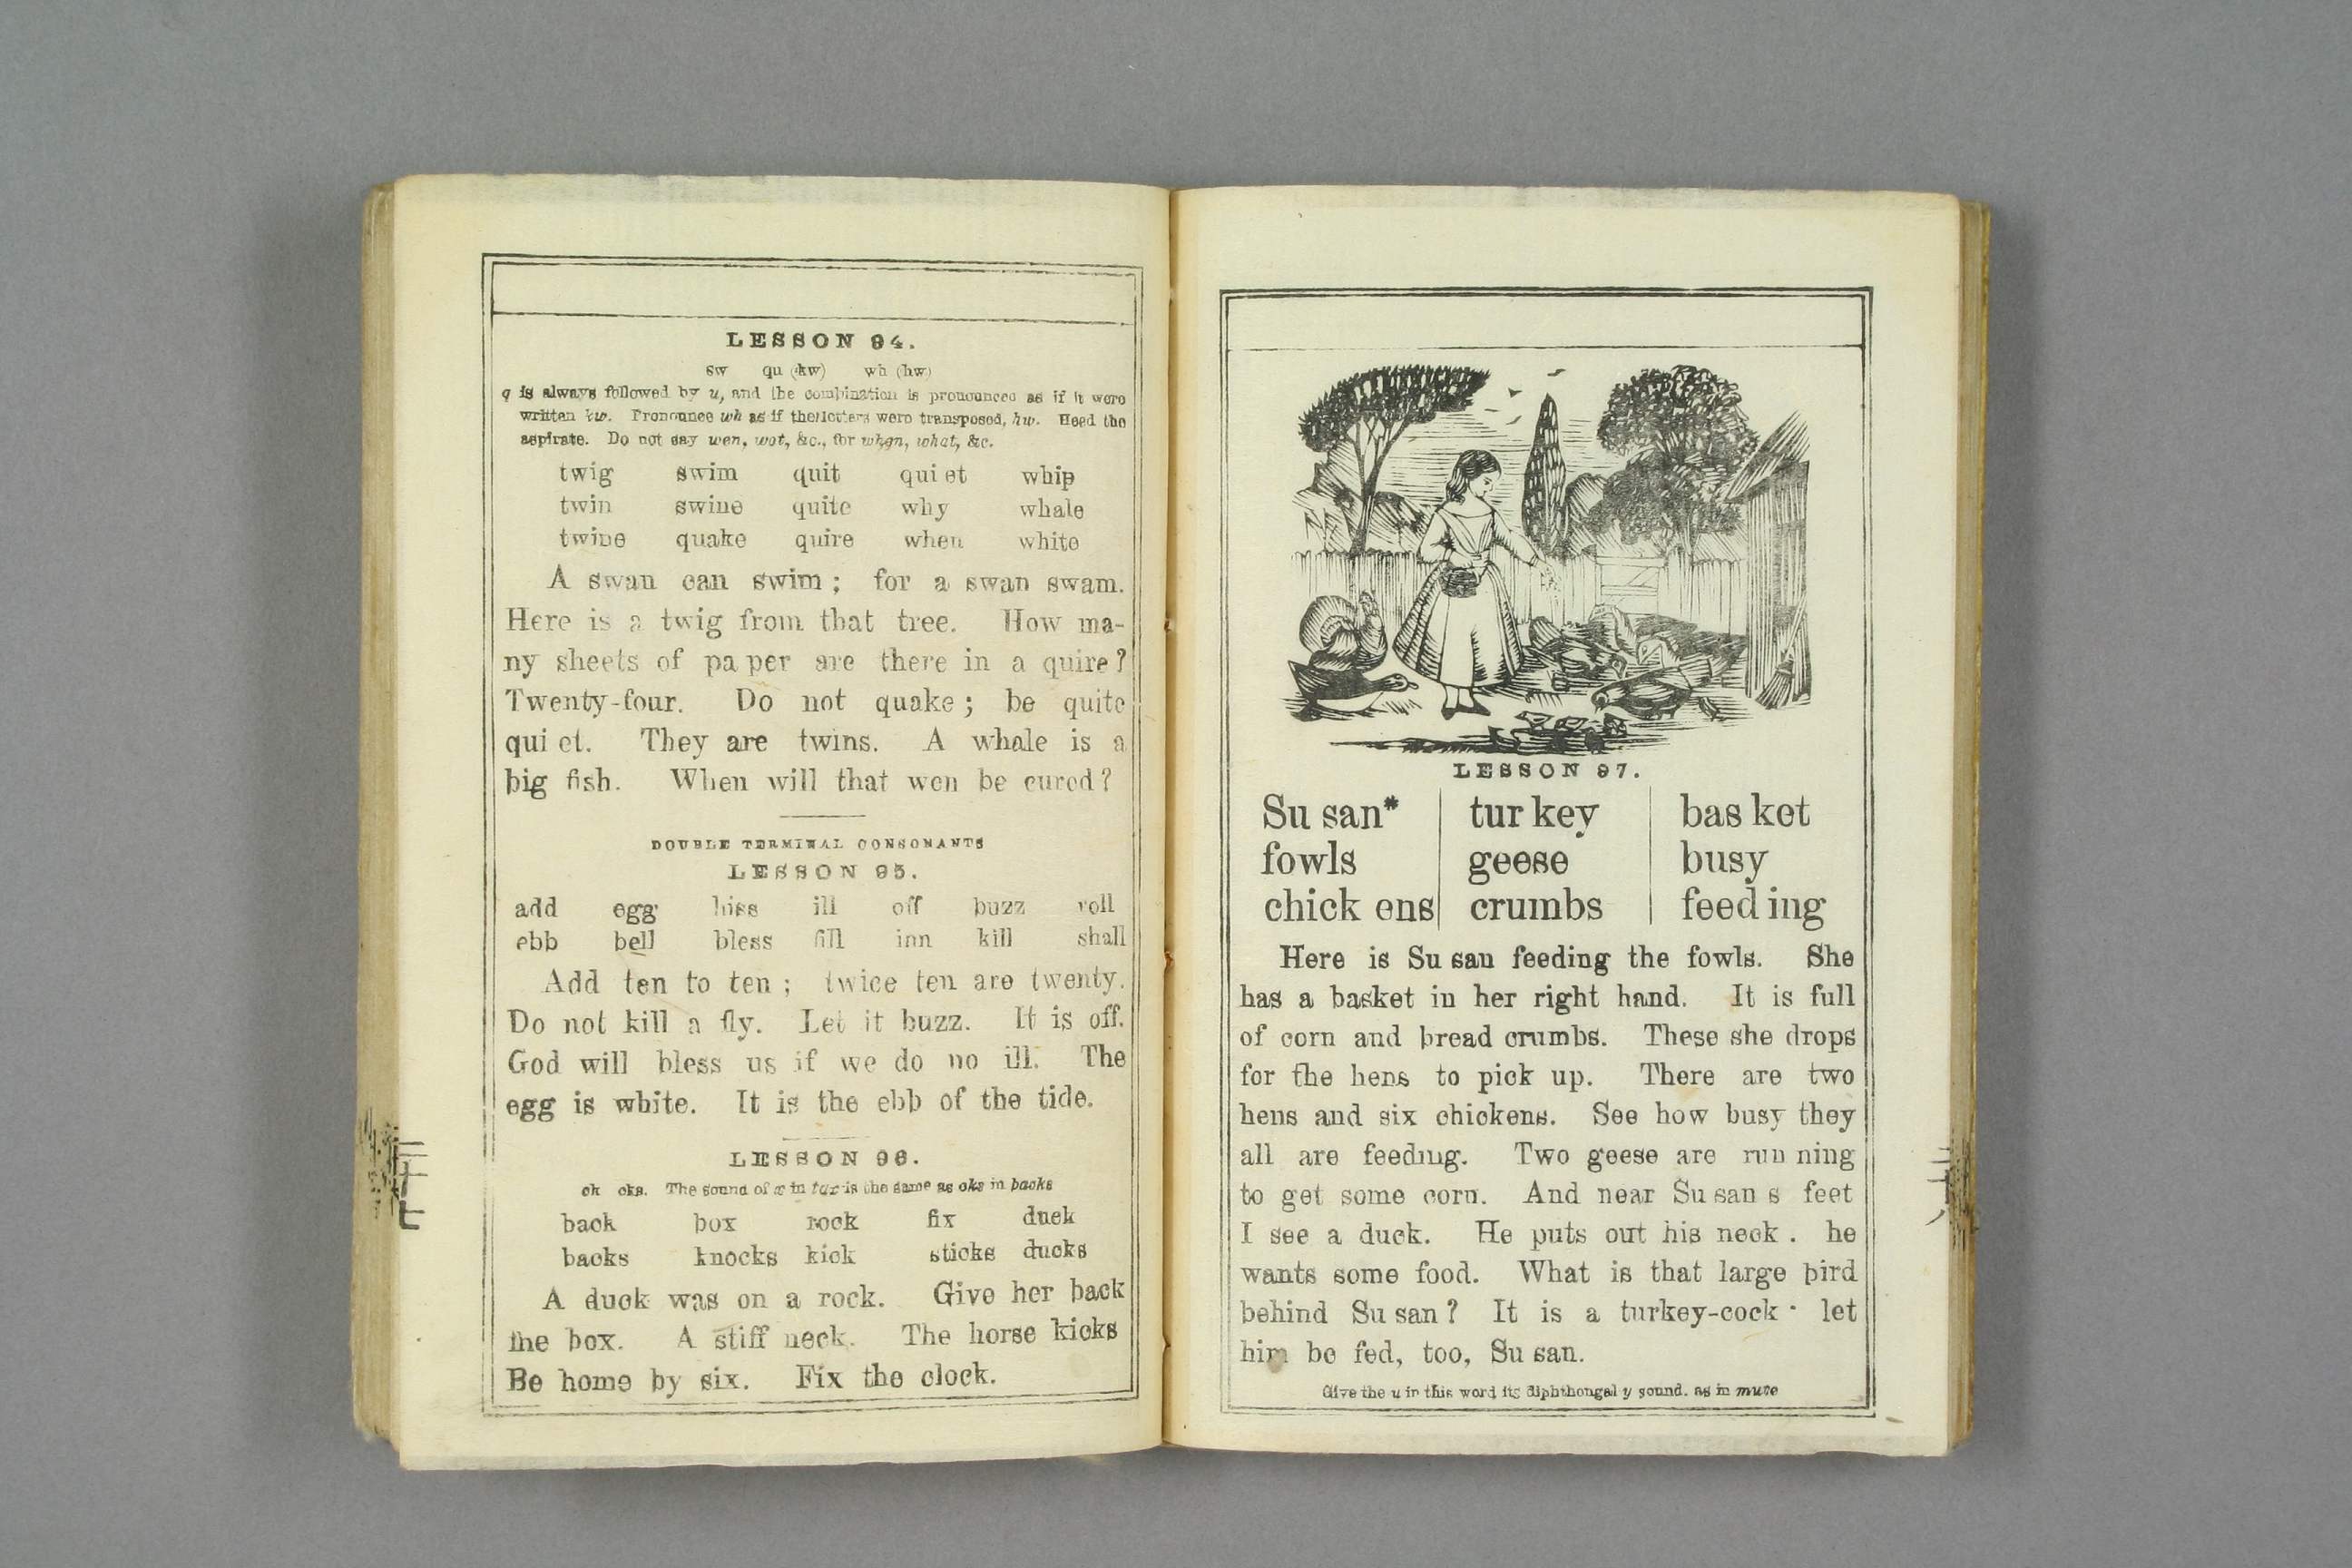 LESSON 94.
sw qu (kw) wh (hw)
q is always followed by u, and the combination is pronounced as if it were
written kw. Pronounce wh as if the letters were transposed, hw. Heed the
aspirate. Do not say wen, wot, &c., for when, what, &c.
twig swim quit qui et whip
twin swine quite why whale
twine quake quire when white
A swan can swim; for a swan swam.
Here is a twig from that tree. How ma-
ny sheets of pa per are there in a quire?
Twenty-four. Do not quake; be quite
qui et. They are twins. A whale is a
big fish. When will that wen be cured?
DOUBLE TERMINAL CONSONANTS
LESSON 95.
add egg hiss ill off buzz roll
ebb bell bless fill inn kill shall
Add ten to ten; twice ten are twenty.
Do not kill a fly. Let it buzz. It is off.
God will bless us if we do no ill. The
egg is white. It is the ebb of the tide.
LESSON 96.
ck cks. The sound of x in tax is the same as cks in backs
back box rock fix duck
backs knocks kick sticks ducks
A duck was on a rock. Give her back
the box. A stiff neck. The horse kicks
Be home by six. Fix the clock.
LESSON 97.
Su san* tur key bas ket
fowls geese busy
chick ens crumbs feed ing
Here is Su san feeding the fowls. She
has a basket in her right hand. It is full
of corn and bread crumbs. These she drops
for the hens to pick up. There are two
hens and six chickens. See how busy they
all are feeding. Two geese are run ning
to get some corn. And near Su san s feet
I see a duck. He puts out his neck . he
wants some food. What is that large bird
behind Su san? It is a turkey-cock · let
him be fed, too, Su san.
Give the u in this word its diphthongal y sound. as in mute